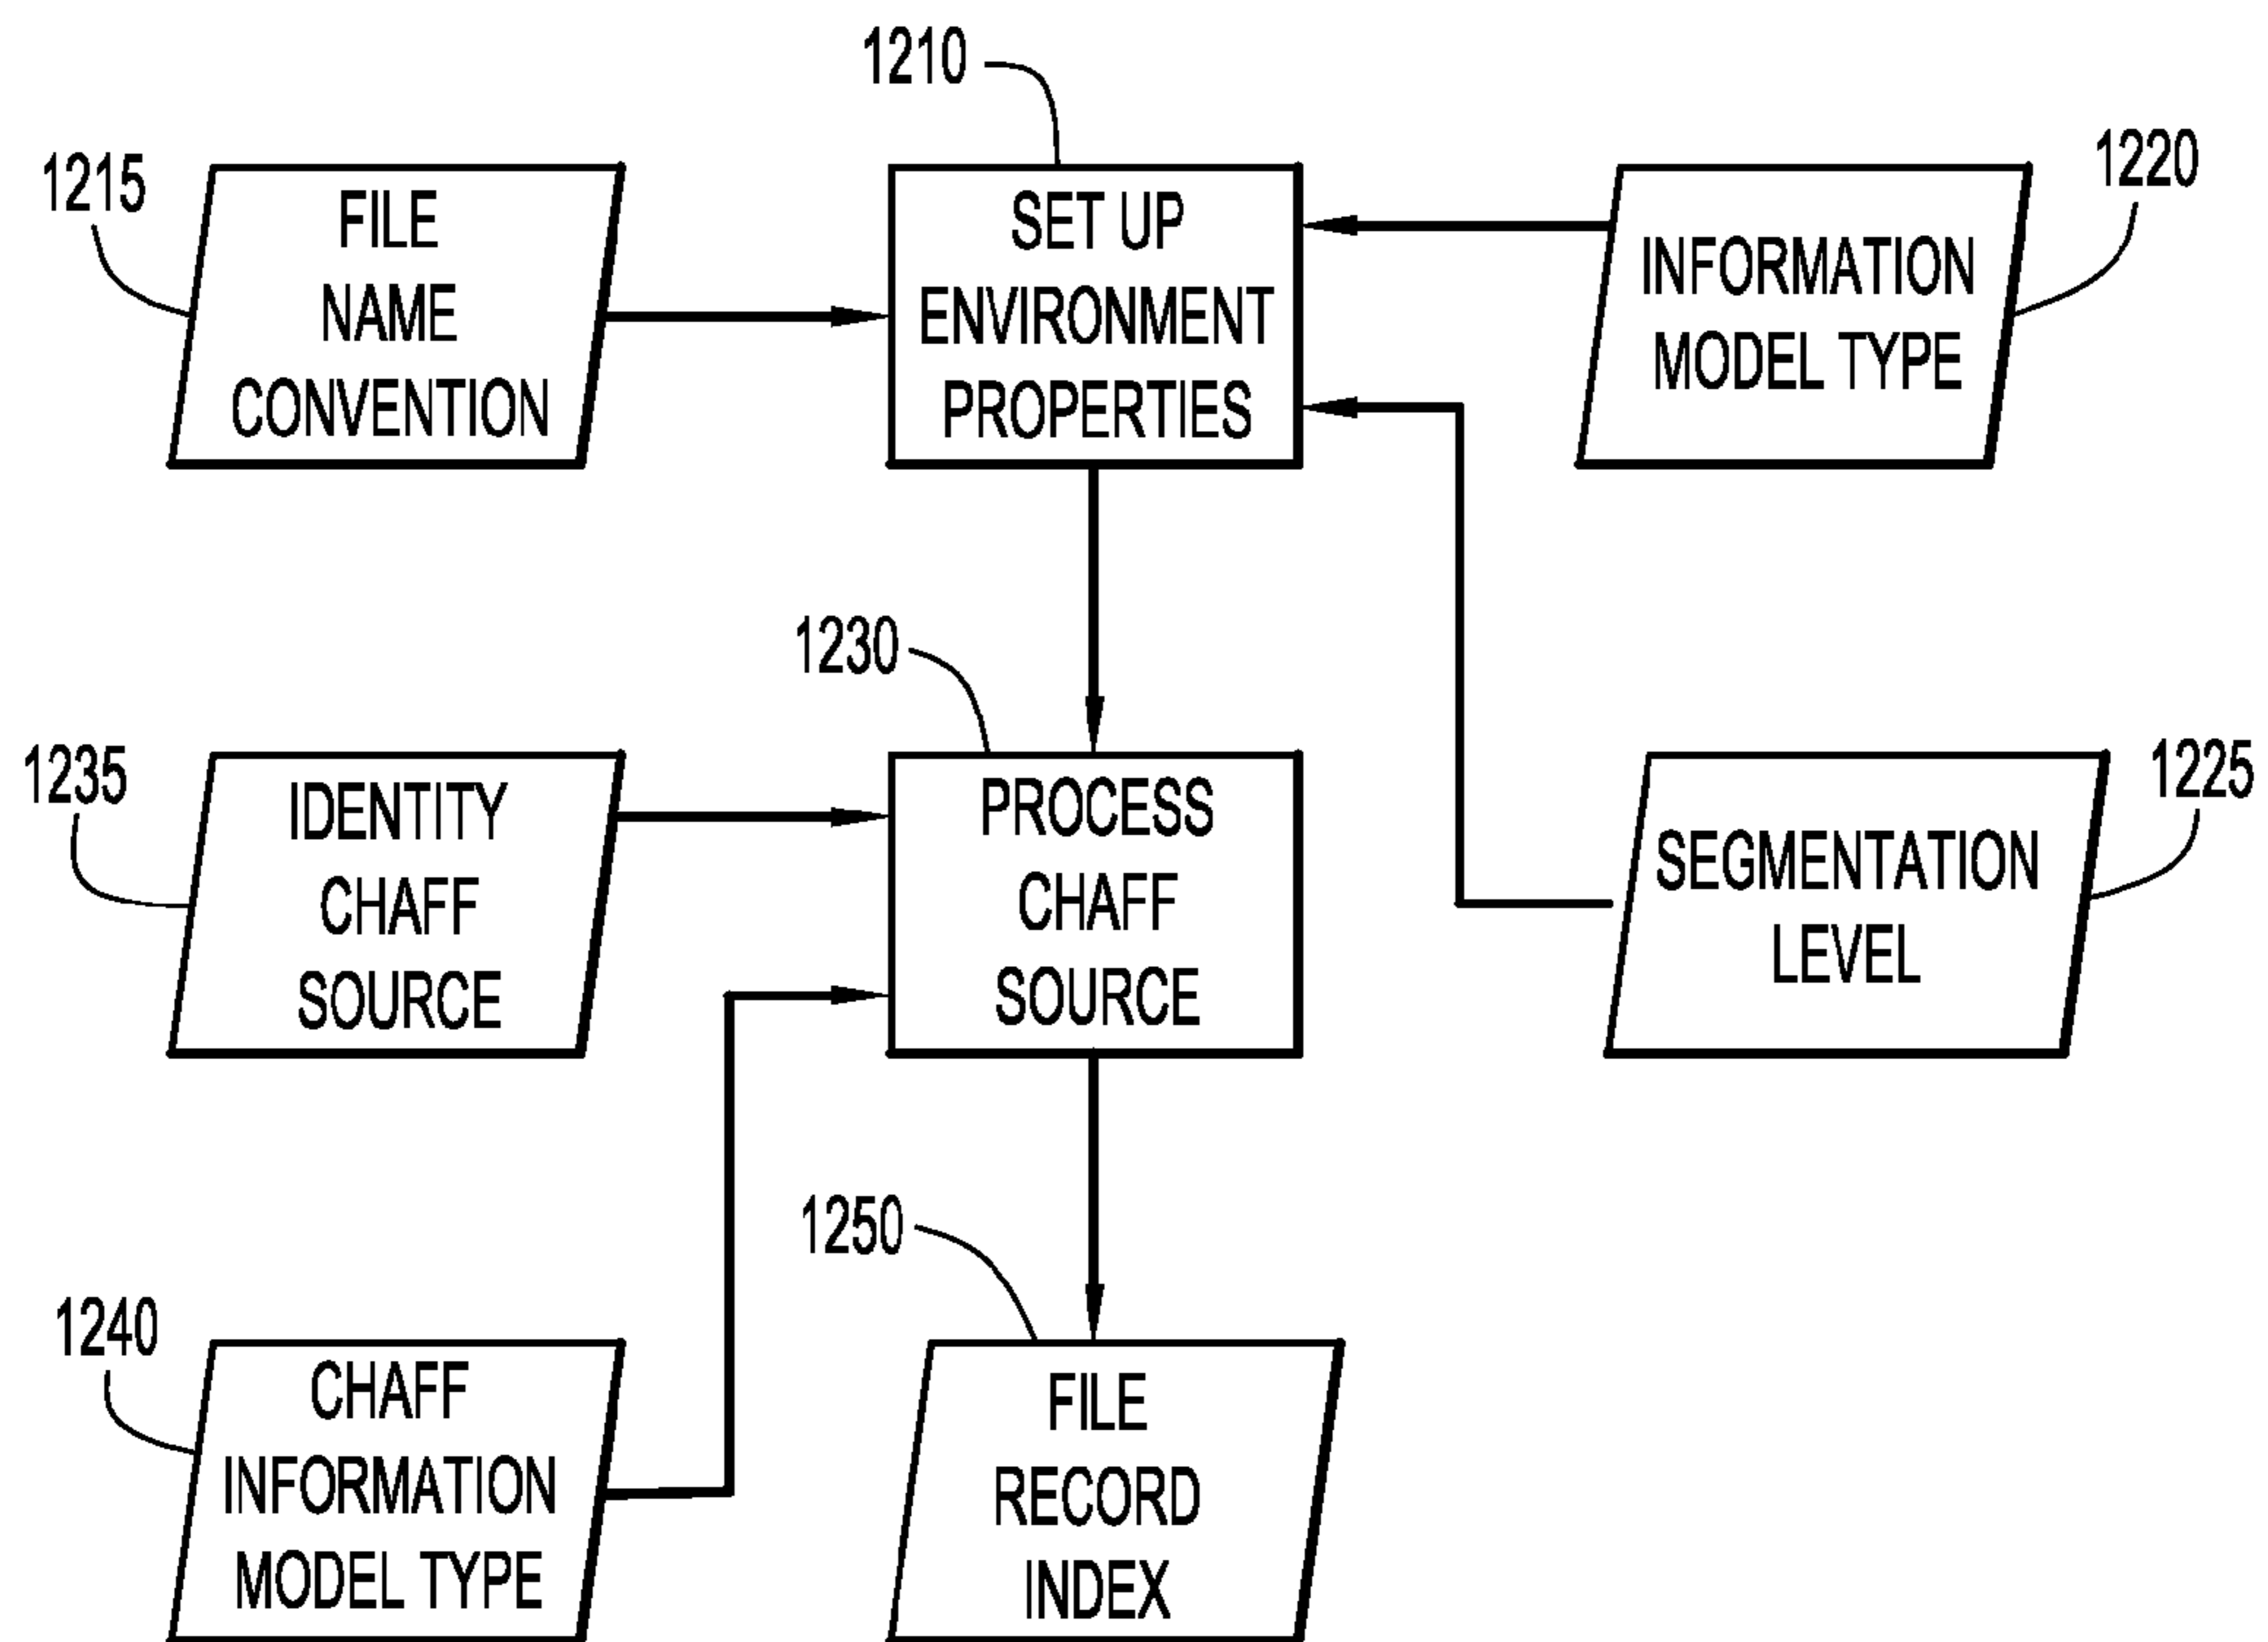 1210
1215
FILE
NAME
CONVENTION
SET UP
ENVIRONMENT
PROPERTIES
1220
INFORMATION
MODEL TYPE
1230
1235
IDENTITY
CHAFF
SOURCE
PROCESS
CHAFF
SOURCE
1225
SEGMENTATION
LEVEL
1240
CHAFF
INFORMATION
MODEL TYPE
1250
FILE
RECORD
INDEX